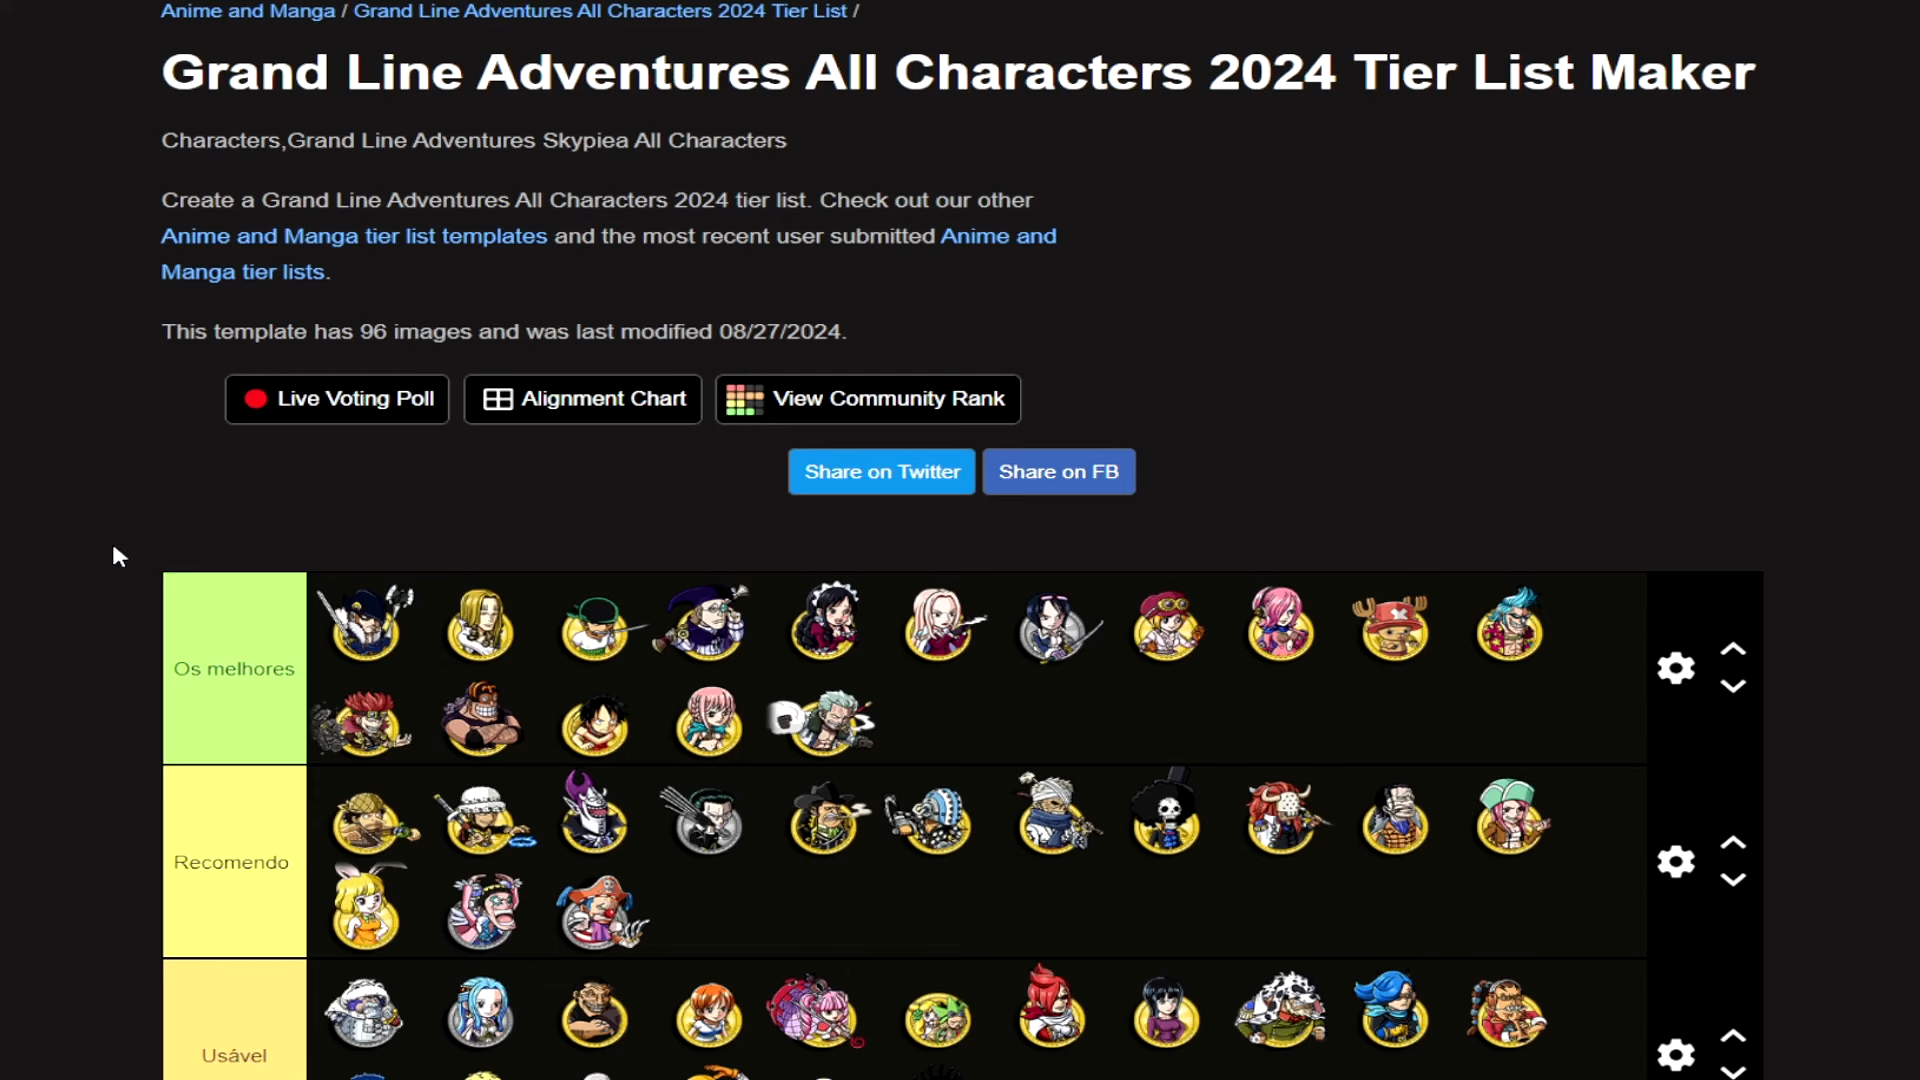 Anime and Manga / Grand Line Adventures All Characters 2024 Tier List /
Grand Line Adventures All Characters 2024 Tier List Maker
Characters,Grand Line Adventures Skypiea All Characters
Create a Grand Line Adventures All Characters 2024 tier list. Check out our other
Anime and Manga tier list templates and the most recent user submitted Anime and
Manga tier lists.
This template has 96 images and was last modified 08/27/2024.
Live Voting Poll
Alignment Chart
View Community Rank
Share on Twitter
Share on FB
Os melhores
Recomendo
Usável